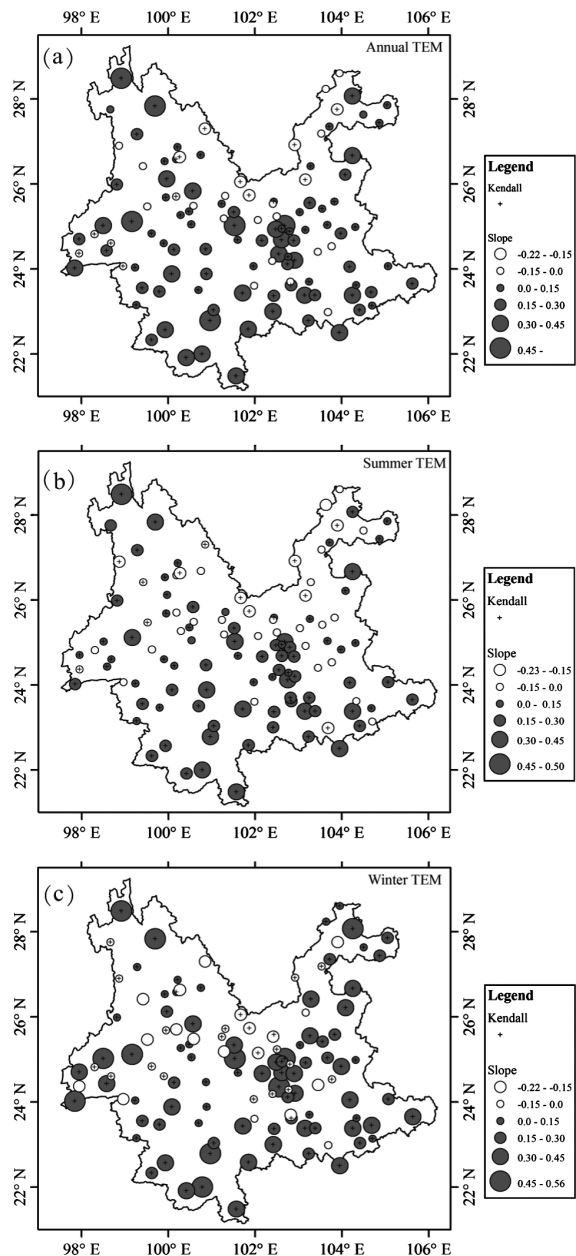 98° E 100° E 102° E 104° E 106° E
(a) Annual TEM
28° N 28° N
26° N 26° N
24° N 24° N
22° N 22° N
Legend
Kendall
+
Slope
-0.22 - -0.15
-0.15 - 0.0
0.0 - 0.15
0.15 - 0.30
0.30 - 0.45
0.45 -
98° E 100° E 102° E 104° E 106° E
(b) Summer TEM
28° N 28° N
26° N 26° N
24° N 24° N
22° N 22° N
Legend
Kendall
+
Slope
-0.23 - -0.15
-0.15 - 0.0
0.0 - 0.15
0.15 - 0.30
0.30 - 0.45
0.45 - 0.50
98° E 100° E 102° E 104° E 106° E
(c) Winter TEM
28° N 28° N
26° N 26° N
24° N 24° N
22° N 22° N
Legend
Kendall
+
Slope
-0.22 - -0.15
-0.15 - 0.0
0.0 - 0.15
0.15 - 0.30
0.30 - 0.45
0.45 - 0.56
98° E 100° E 102° E 104° E 106° E